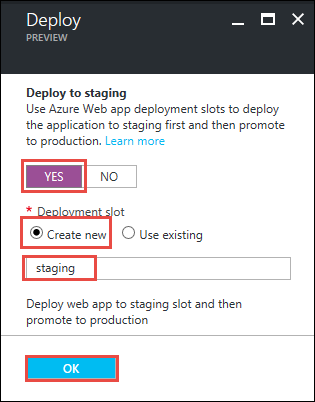 Deploy
PREVIEW
Deploy to staging
Use Azure Web app deployment slots to deploy
the application to staging first and then promote
to production. Learn more
YES NO
* Deployment slot
Create new Use existing
staging
Deploy web app to staging slot and then
promote to production
OK